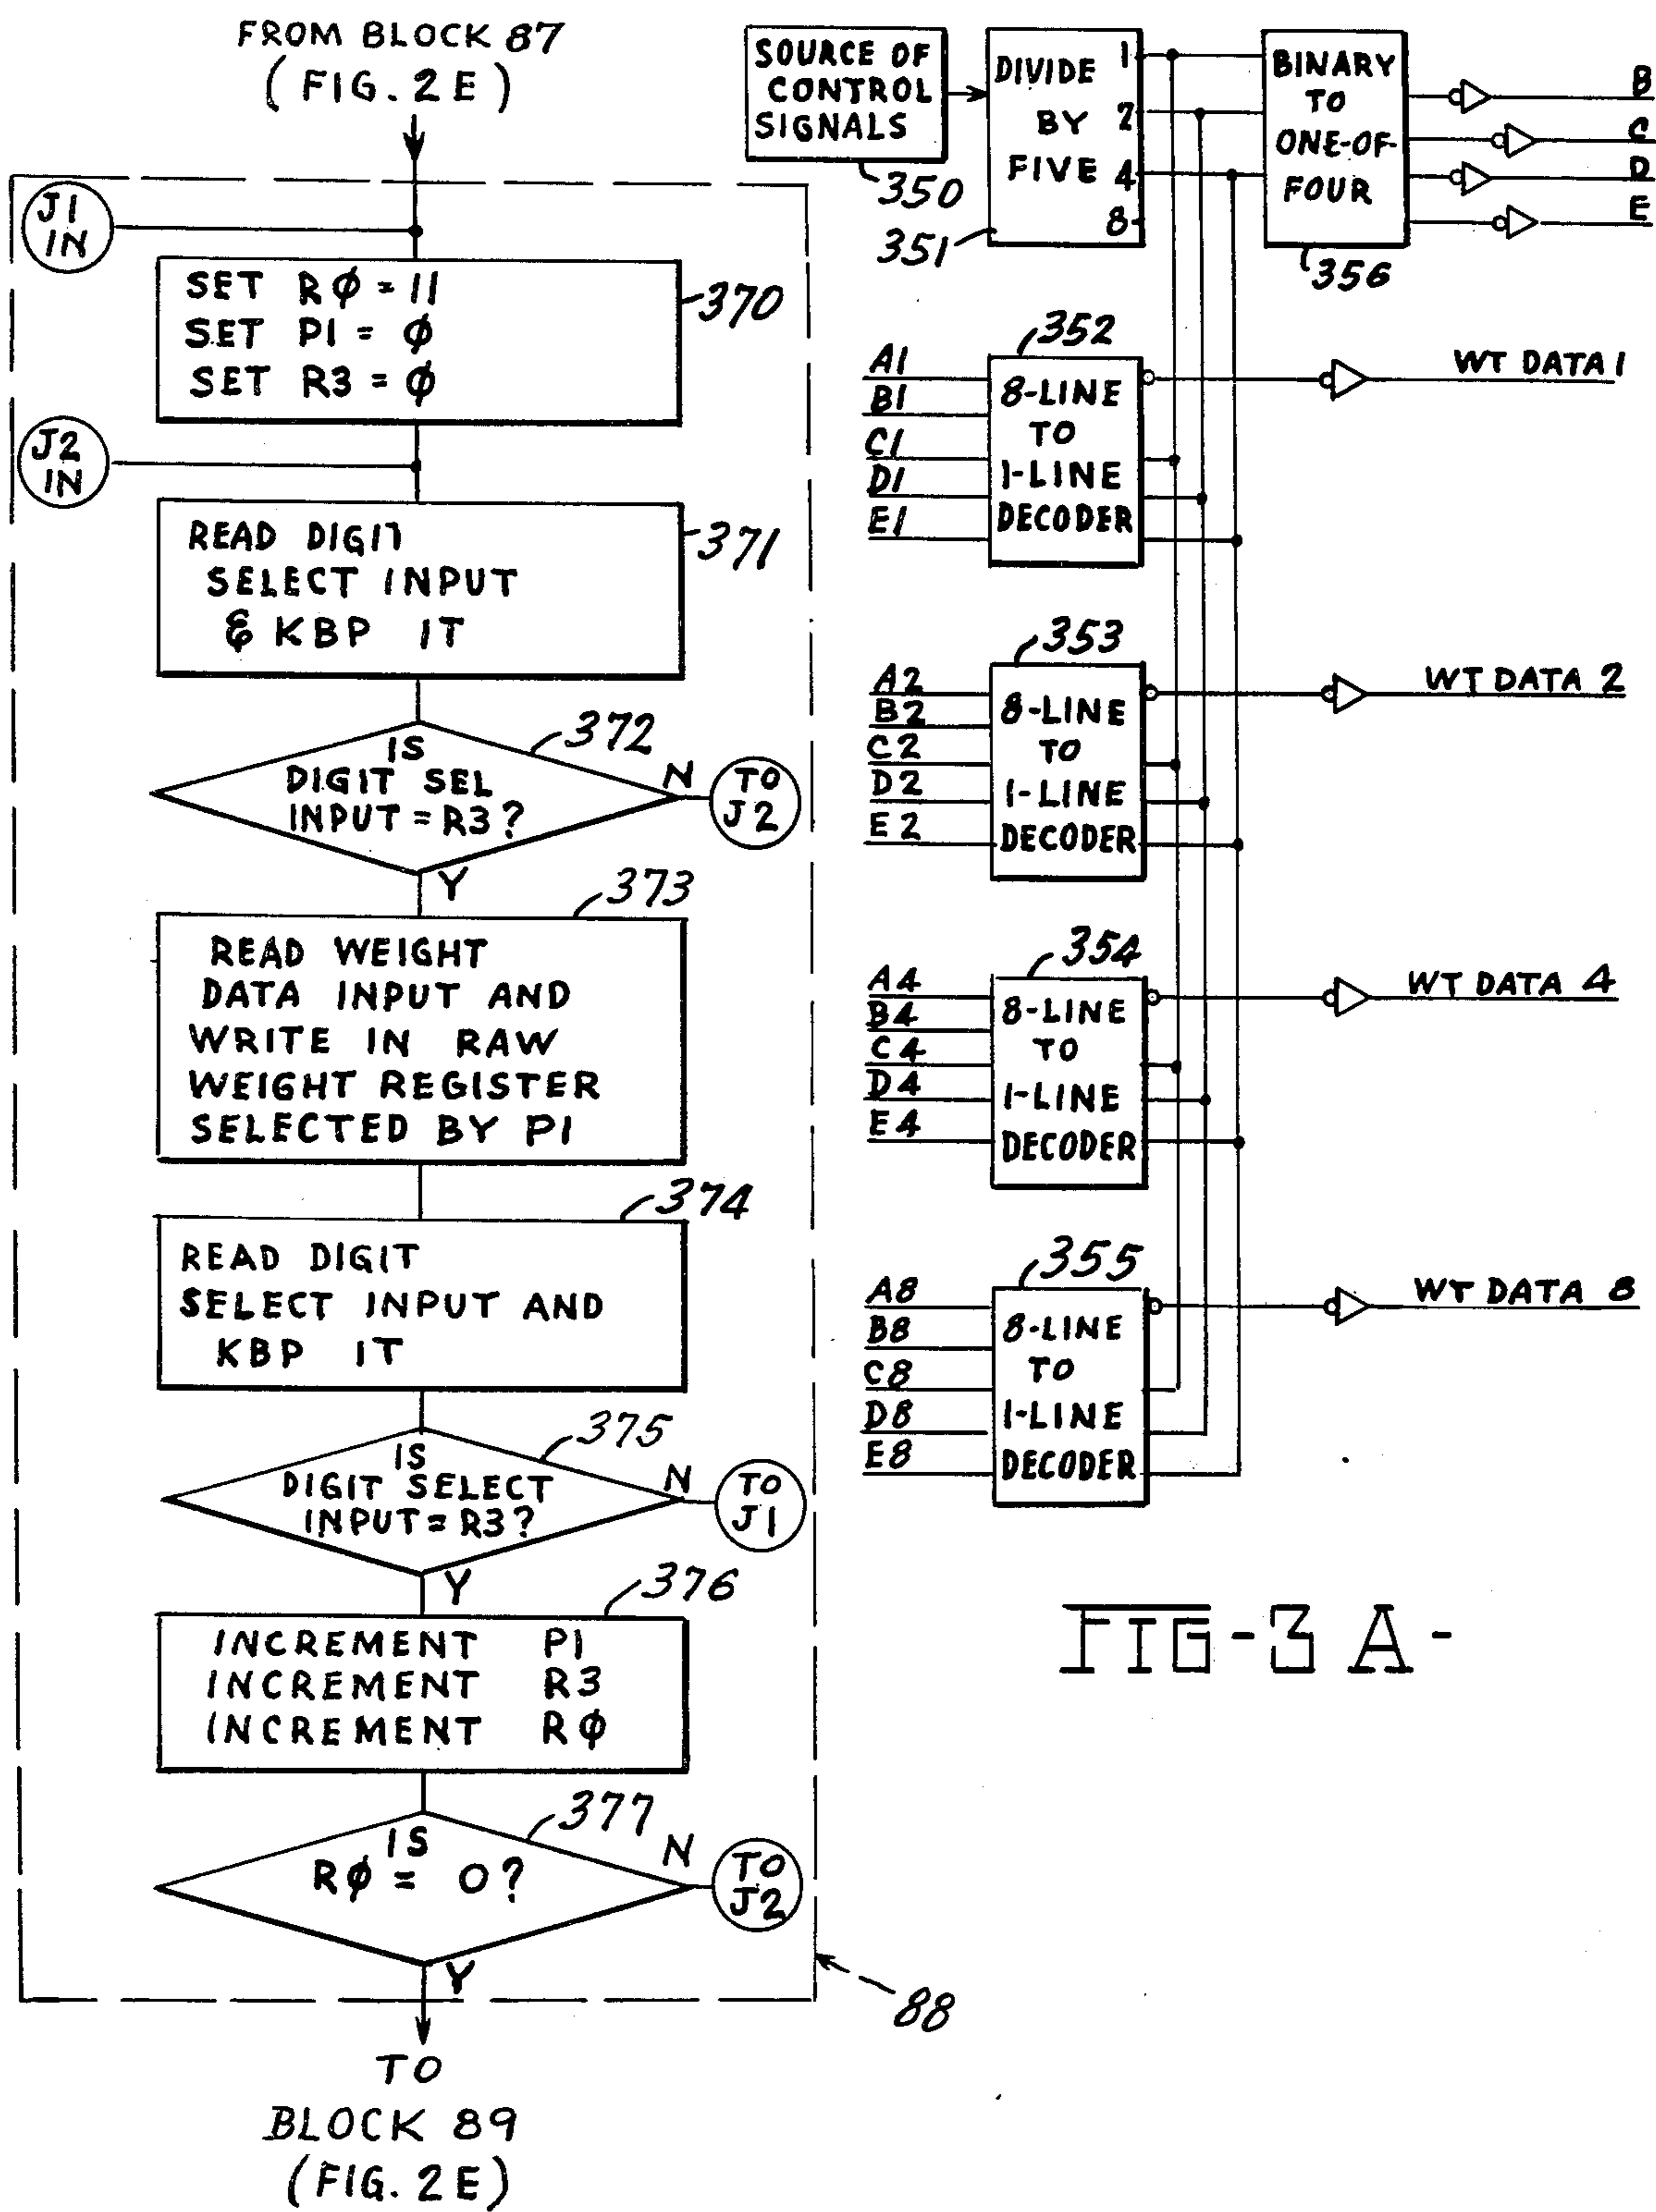 FROM BLOCK 87
(FIG. 2E)
J1
IN
SET RØ = 11
SET P1 = Ø
SET R3 = Ø
370
J2
IN
READ DIGIT
SELECT INPUT
& KBP IT
371
IS
DIGIT SEL
INPUT = R3?
372
N
TO
J2
Y
373
READ WEIGHT
DATA INPUT AND
WRITE IN RAW
WEIGHT REGISTER
SELECTED BY P1
374
READ DIGIT
SELECT INPUT AND
KBP IT
375
IS
DIGIT SELECT
INPUT = R3?
N
TO
J1
Y
376
INCREMENT P1
INCREMENT R3
INCREMENT RØ
377
IS
RØ = 0?
N
TO
J2
Y
88
TO
BLOCK 89
(FIG. 2E)
SOURCE OF
CONTROL
SIGNALS
350
DIVIDE
BY
FIVE
1
2
4
8
351
BINARY
TO
ONE-OF-
FOUR
356
B
C
D
E
352
A1
B1
C1
D1
E1
8-LINE
TO
1-LINE
DECODER
WT DATA 1
353
A2
B2
C2
D2
E2
8-LINE
TO
1-LINE
DECODER
WT DATA 2
354
A4
B4
C4
D4
E4
8-LINE
TO
1-LINE
DECODER
WT DATA 4
355
A8
B8
C8
D8
E8
8-LINE
TO
1-LINE
DECODER
WT DATA 8
FIG-3A-